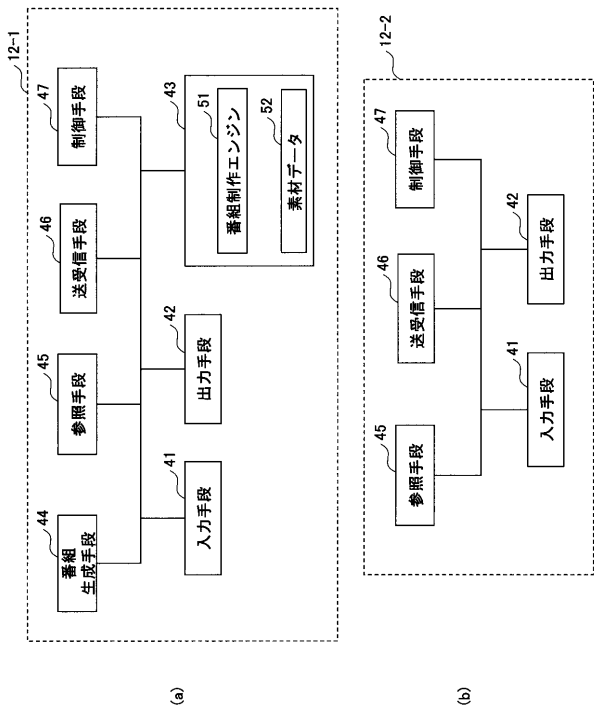 12-1
44
番組
生成手段
45
参照手段
46
送受信手段
47
制御手段
41
入力手段
42
出力手段
43
51
番組制作エンジン
52
素材データ
(a)
12-2
45
参照手段
46
送受信手段
47
制御手段
41
入力手段
42
出力手段
(b)